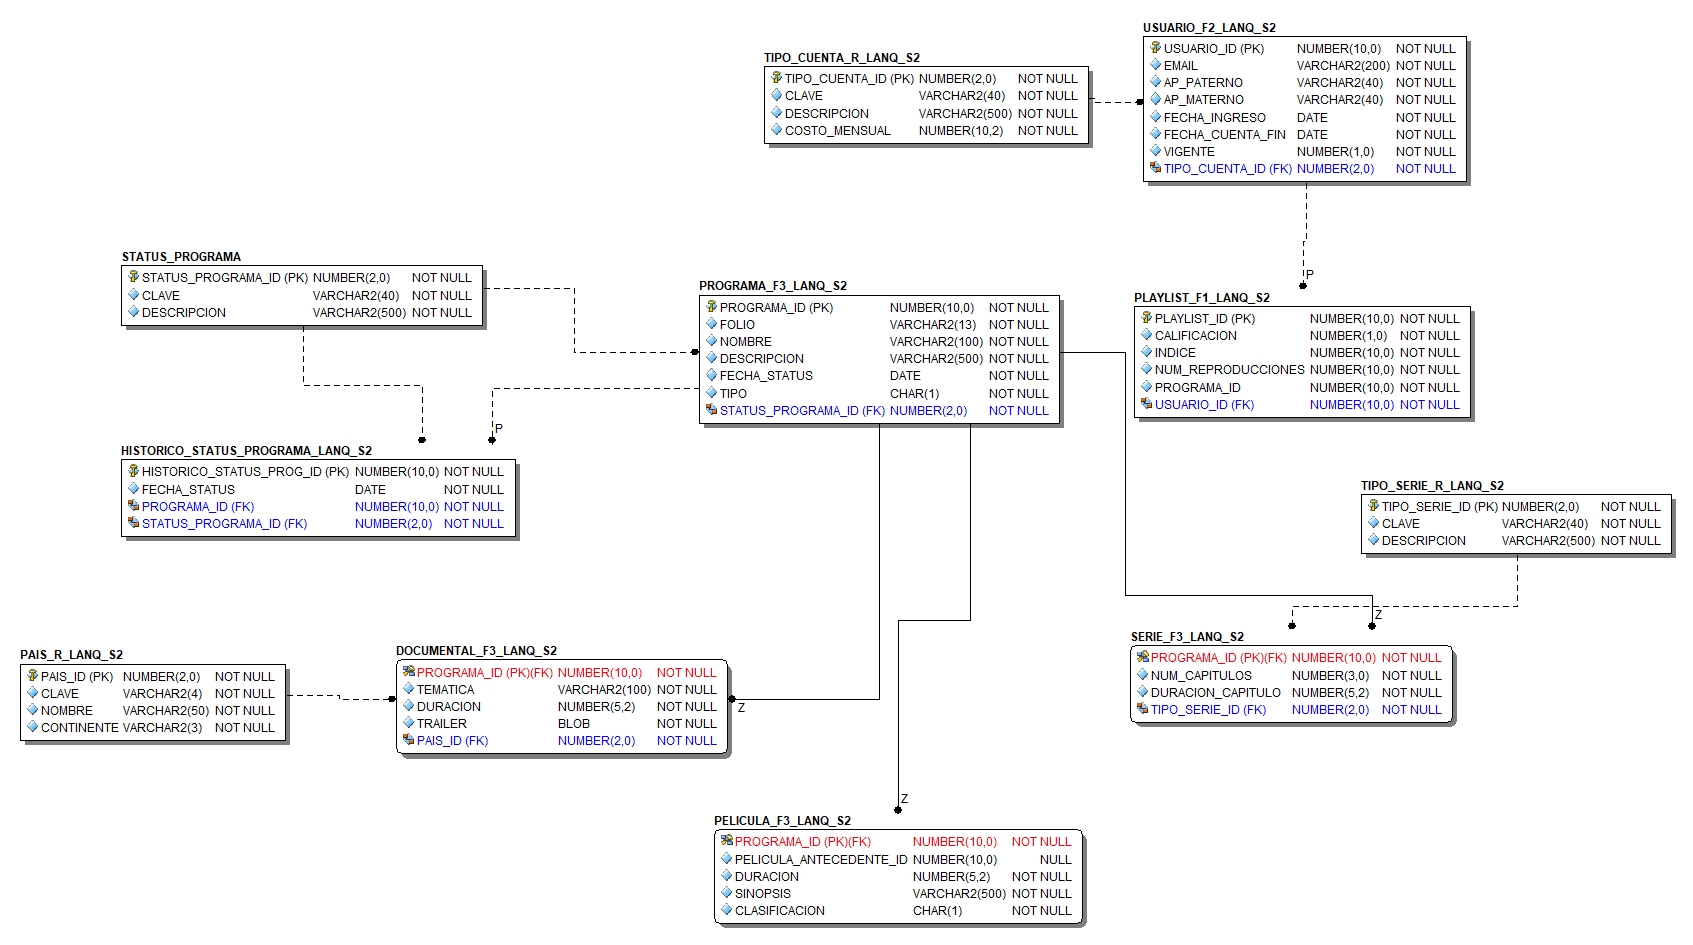 TIPO_CUENTA_R_LANQ_S2
TIPO_CUENTA_ID (PK) NUMBER(2,0) NOT NULL
CLAVE VARCHAR2(40) NOT NULL
DESCRIPCION VARCHAR2(500) NOT NULL
COSTO_MENSUAL NUMBER(10,2) NOT NULL
USUARIO_F2_LANQ_S2
USUARIO_ID (PK) NUMBER(10,0) NOT NULL
EMAIL VARCHAR2(200) NOT NULL
AP_PATERNO VARCHAR2(40) NOT NULL
AP_MATERNO VARCHAR2(40) NOT NULL
FECHA_INGRESO DATE NOT NULL
FECHA_CUENTA_FIN DATE NOT NULL
VIGENTE NUMBER(1,0) NOT NULL
TIPO_CUENTA_ID (FK) NUMBER(2,0) NOT NULL
STATUS_PROGRAMA
STATUS_PROGRAMA_ID (PK) NUMBER(2,0) NOT NULL
CLAVE VARCHAR2(40) NOT NULL
DESCRIPCION VARCHAR2(500) NOT NULL
PROGRAMA_F3_LANQ_S2
PROGRAMA_ID (PK) NUMBER(10,0) NOT NULL
FOLIO VARCHAR2(13) NOT NULL
NOMBRE VARCHAR2(100) NOT NULL
DESCRIPCION VARCHAR2(500) NOT NULL
FECHA_STATUS DATE NOT NULL
TIPO CHAR(1) NOT NULL
STATUS_PROGRAMA_ID (FK) NUMBER(2,0) NOT NULL
P
PLAYLIST_F1_LANQ_S2
PLAYLIST_ID (PK) NUMBER(10,0) NOT NULL
CALIFICACION NUMBER(1,0) NOT NULL
INDICE NUMBER(10,0) NOT NULL
NUM_REPRODUCCIONES NUMBER(10,0) NOT NULL
PROGRAMA_ID NUMBER(10,0) NOT NULL
USUARIO_ID (FK) NUMBER(10,0) NOT NULL
P
HISTORICO_STATUS_PROGRAMA_LANQ_S2
HISTORICO_STATUS_PROG_ID (PK) NUMBER(10,0) NOT NULL
FECHA_STATUS DATE NOT NULL
PROGRAMA_ID (FK) NUMBER(10,0) NOT NULL
STATUS_PROGRAMA_ID (FK) NUMBER(2,0) NOT NULL
TIPO_SERIE_R_LANQ_S2
TIPO_SERIE_ID (PK) NUMBER(2,0) NOT NULL
CLAVE VARCHAR2(40) NOT NULL
DESCRIPCION VARCHAR2(500) NOT NULL
Z
SERIE_F3_LANQ_S2
PROGRAMA_ID (PK)(FK) NUMBER(10,0) NOT NULL
NUM_CAPITULOS NUMBER(3,0) NOT NULL
DURACION_CAPITULO NUMBER(5,2) NOT NULL
TIPO_SERIE_ID (FK) NUMBER(2,0) NOT NULL
PAIS_R_LANQ_S2
PAIS_ID (PK) NUMBER(2,0) NOT NULL
CLAVE VARCHAR2(4) NOT NULL
NOMBRE VARCHAR2(50) NOT NULL
CONTINENTE VARCHAR2(3) NOT NULL
DOCUMENTAL_F3_LANQ_S2
PROGRAMA_ID (PK)(FK) NUMBER(10,0) NOT NULL
TEMATICA VARCHAR2(100) NOT NULL
DURACION NUMBER(5,2) NOT NULL
TRAILER BLOB NOT NULL
PAIS_ID (FK) NUMBER(2,0) NOT NULL
Z
Z
PELICULA_F3_LANQ_S2
PROGRAMA_ID (PK)(FK) NUMBER(10,0) NOT NULL
PELICULA_ANTECEDENTE_ID NUMBER(10,0) NULL
DURACION NUMBER(5,2) NOT NULL
SINOPSIS VARCHAR2(500) NOT NULL
CLASIFICACION CHAR(1) NOT NULL